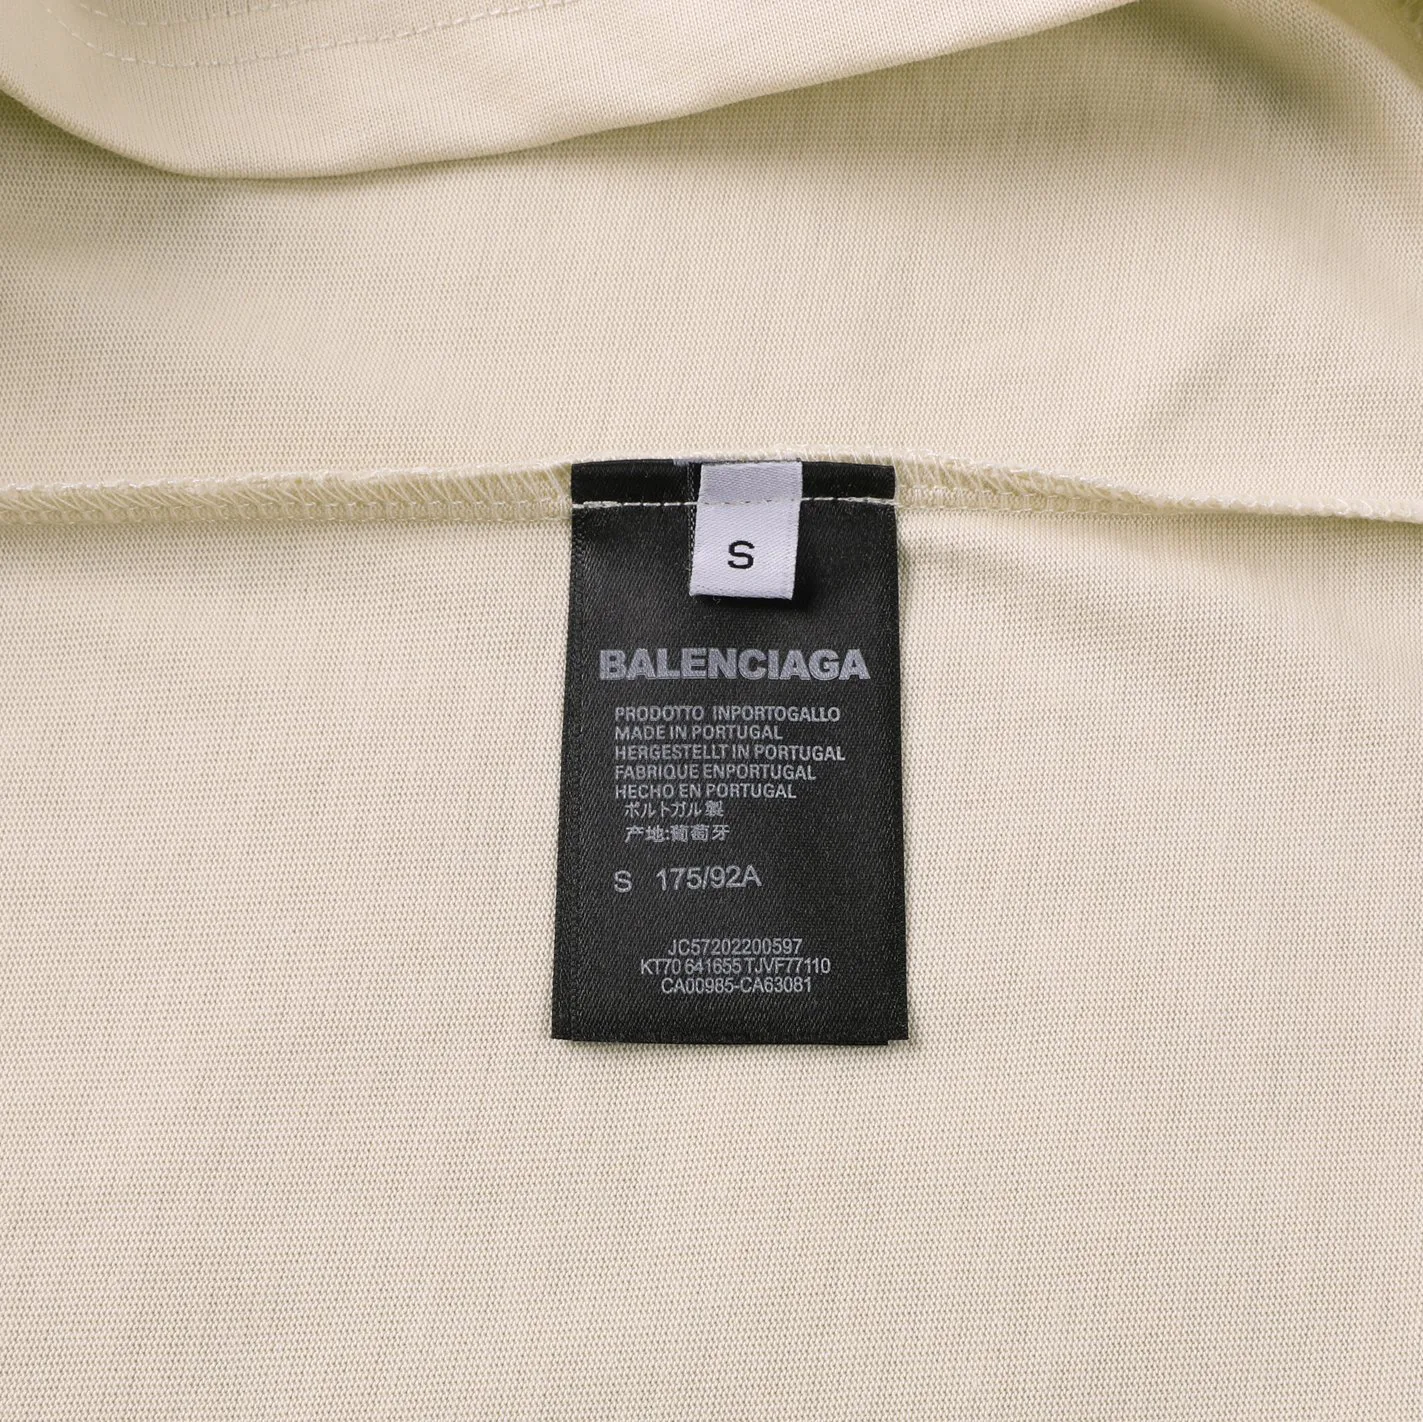 S
BALENCIAGA
PRODOTTO INPORTOGALLO
MADE IN PORTUGAL
HERGESTELLT IN PORTUGAL
FABRIQUE ENPORTUGAL
HECHO EN PORTUGAL
ポルトガル製
产地:葡萄牙
S 175/92A
JC57202200597
KT70 641655 TJVF77110
CA00985-CA63081